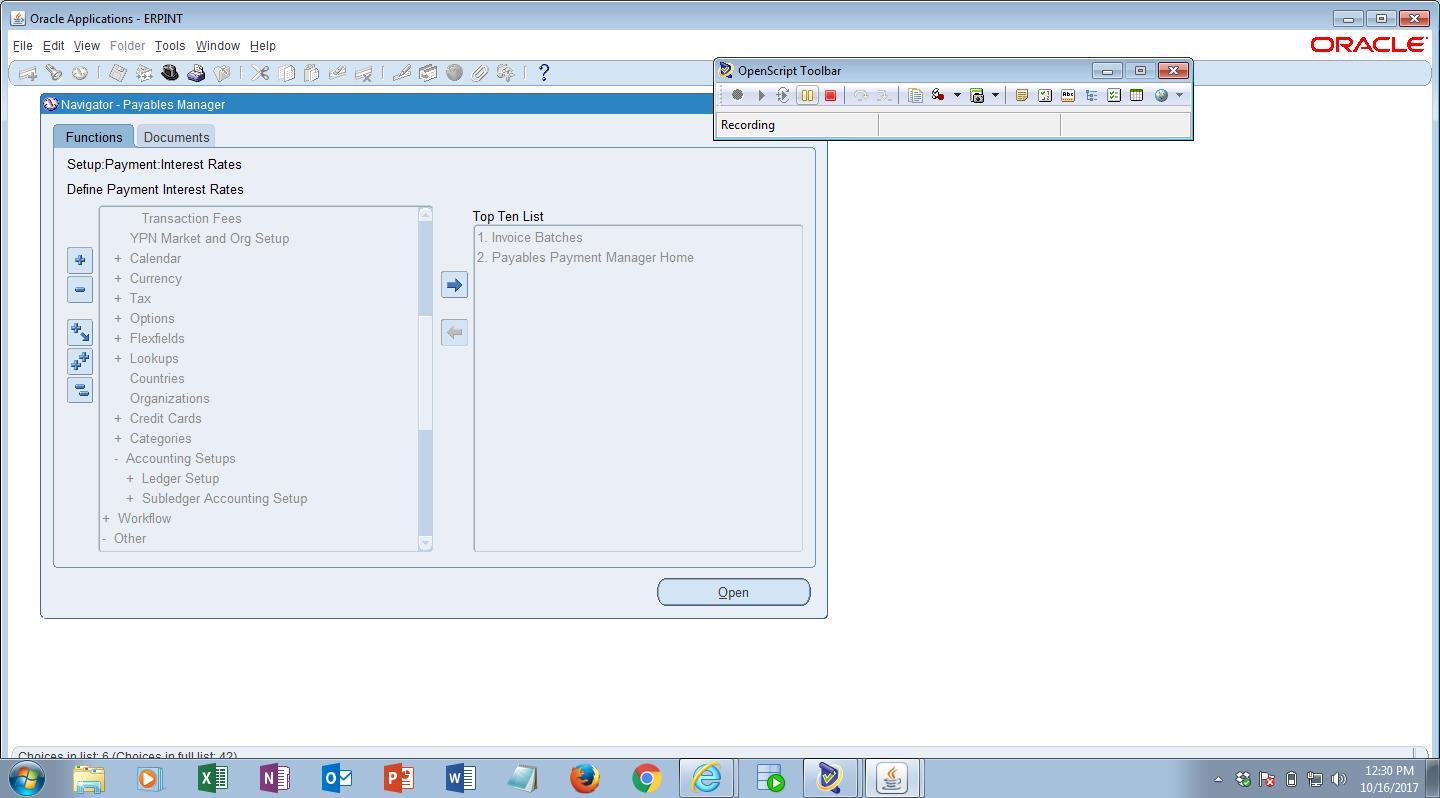 Oracle Applications - ERPINT
File Edit View Folder Tools Window Help
ORACLE
OpenScript Toolbar
Recording
Navigator - Payables Manager
Functions Documents
Setup:Payment:Interest Rates
Define Payment Interest Rates
Transaction Fees
YPN Market and Org Setup
+ Calendar
+ Currency
+ Tax
+ Options
+ Flexfields
+ Lookups
Countries
Organizations
+ Credit Cards
+ Categories
- Accounting Setups
+ Ledger Setup
+ Subledger Accounting Setup
+ Workflow
- Other
Top Ten List
1. Invoice Batches
2. Payables Payment Manager Home
Open
Choices in list: 6 (Choices in full list: 42)
12:30 PM
10/16/2017